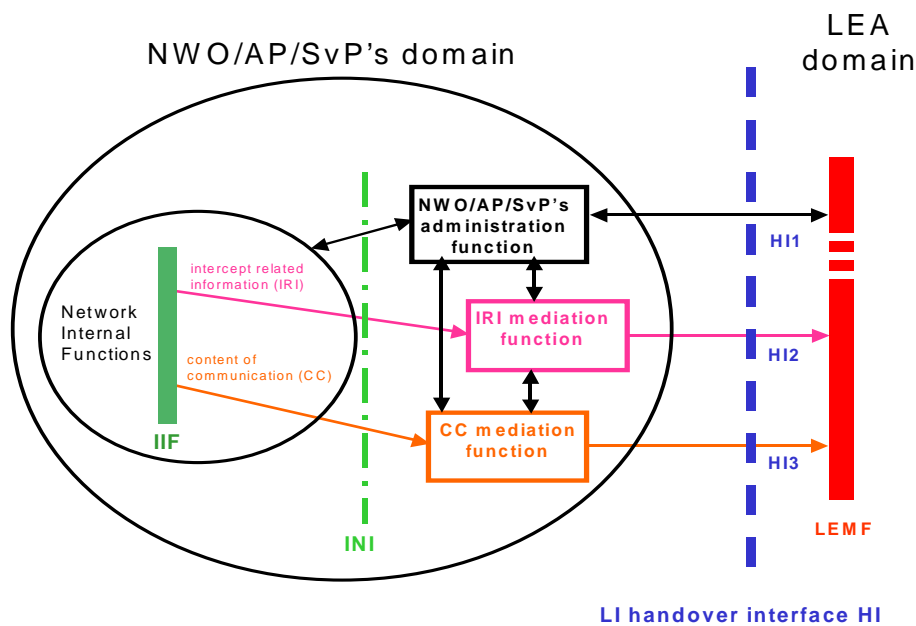 LEA
domain
NWO/AP/SvP's domain
NWO/AP/SvP's
administration
function
HI1
intercept related
information (IRI)
Network
Internal
Functions
IRI mediation
function
HI2
content of
communication (CC)
CC mediation
function
IIF
HI3
LEMF
INI
LI handover interface HI